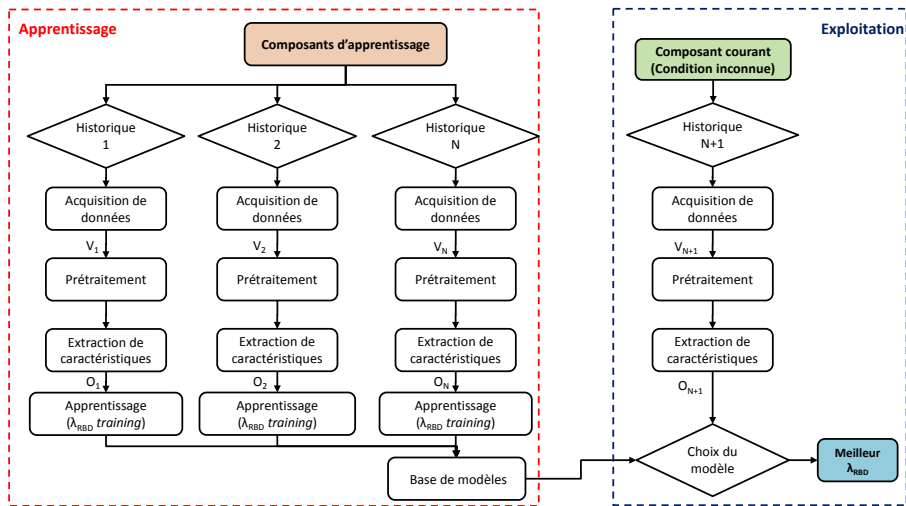 Apprentissage
Composants d'apprentissage
Historique
1
Historique
2
Historique
N
Acquisition de
données
Acquisition de
données
Acquisition de
données
V1
V2
VN
Prétraitement
Prétraitement
Prétraitement
Extraction de
caractéristiques
Extraction de
caractéristiques
Extraction de
caractéristiques
O1
O2
ON
Apprentissage
(λRBD training)
Apprentissage
(λRBD training)
Apprentissage
(λRBD training)
Base de modèles
Exploitation
Composant courant
(Condition inconnue)
Historique
N+1
Acquisition de
données
VN+1
Prétraitement
Extraction de
caractéristiques
ON+1
Choix du
modèle
Meilleur
λRBD